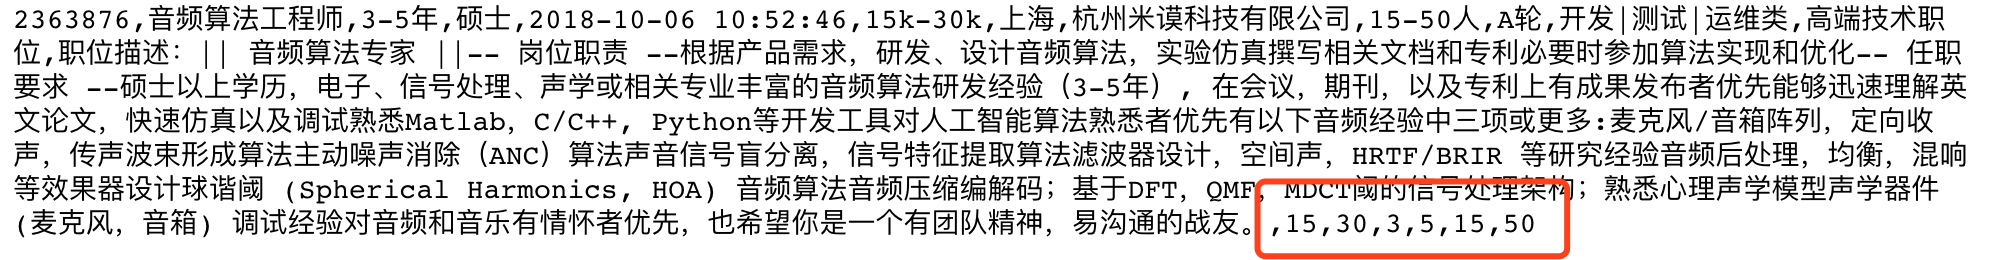 2363876,音频算法工程师,3-5年,硕士,2018-10-06 10:52:46,15k-30k,上海,杭州米谟科技有限公司,15-50人,A轮,开发|测试|运维类,高端技术职
位,职位描述：|| 音频算法专家 ||-- 岗位职责 --根据产品需求，研发、设计音频算法，实验仿真撰写相关文档和专利必要时参加算法实现和优化-- 任职
要求 --硕士以上学历，电子、信号处理、声学或相关专业丰富的音频算法研发经验（3-5年）, 在会议，期刊，以及专利上有成果发布者优先能够迅速理解英
文论文，快速仿真以及调试熟悉Matlab，C/C++, Python等开发工具对人工智能算法熟悉者优先有以下音频经验中三项或更多:麦克风/音箱阵列，定向收
声，传声波束形成算法主动噪声消除（ANC）算法声音信号盲分离，信号特征提取算法滤波器设计，空间声，HRTF/BRIR 等研究经验音频后处理，均衡，混响
等效果器设计球谐阈 (Spherical Harmonics, HOA) 音频算法音频压缩编解码；基于DFT，QMF，MDCT阈的信号处理架构；熟悉心理声学模型声学器件
(麦克风，音箱) 调试经验对音频和音乐有情怀者优先，也希望你是一个有团队精神，易沟通的战友。,15,30,3,5,15,50